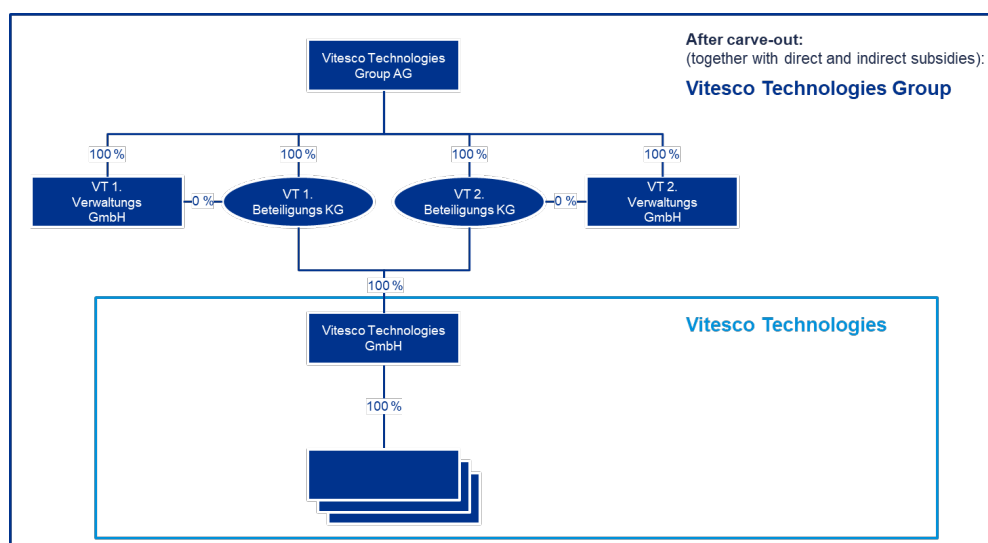 After carve-out:
(together with direct and indirect subsidies):
Vitesco Technologies Group
Vitesco Technologies
Group AG
100 %
100 %
100 %
100 %
VT 1.
Verwaltungs
GmbH
0 %
VT 1.
Beteiligungs KG
VT 2.
Beteiligungs KG
0 %
VT 2.
Verwaltungs
GmbH
100 %
Vitesco Technologies
GmbH
Vitesco Technologies
100 %